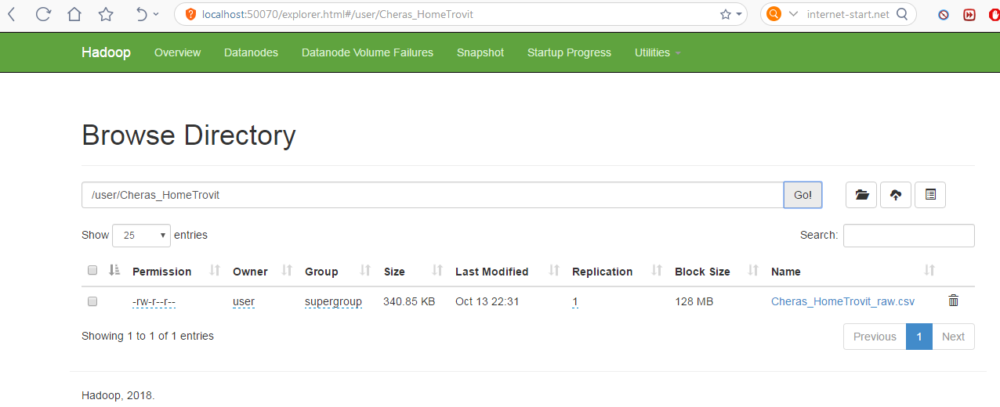 localhost:50070/explorer.html#/user/Cheras_HomeTrovit internet-start.net
Hadoop Overview Datanodes Datanode Volume Failures Snapshot Startup Progress Utilities
Browse Directory
/user/Cheras_HomeTrovit Go!
Show 25 entries Search:
Permission Owner Group Size Last Modified Replication Block Size Name
-rw-r--r-- user supergroup 340.85 KB Oct 13 22:31 1 128 MB Cheras_HomeTrovit_raw.csv
Showing 1 to 1 of 1 entries Previous 1 Next
Hadoop, 2018.